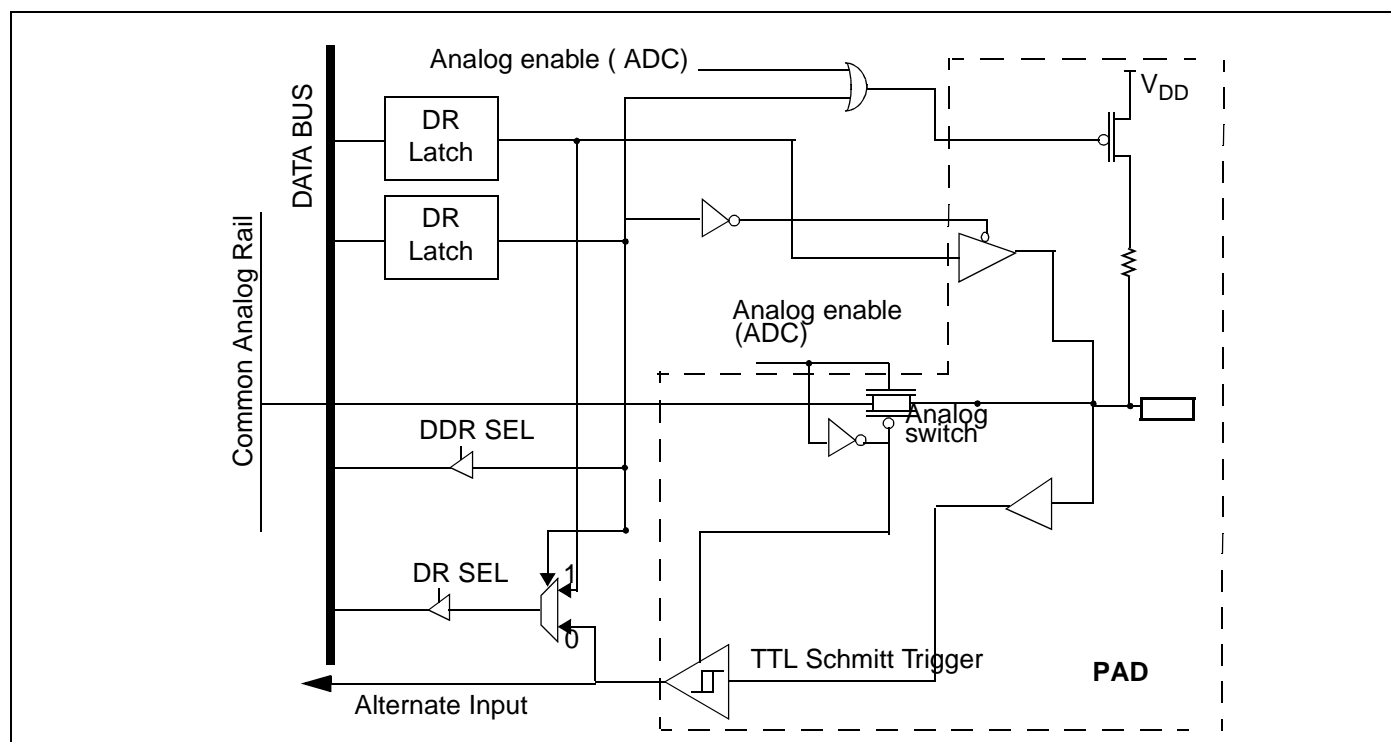 Analog enable ( ADC)
VDD
DATA BUS
DR
Latch
DR
Latch
Common Analog Rail
Analog enable
(ADC)
Analog
switch
DDR SEL
DR SEL
1
0
TTL Schmitt Trigger
PAD
Alternate Input